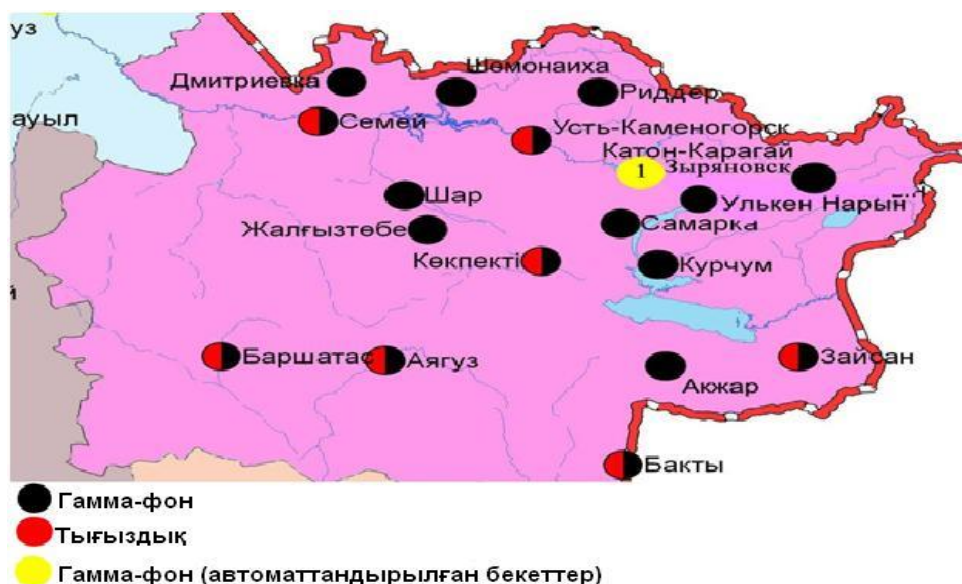 уз
Шемонаиха
Дмитриевка
Риддер
ауыл
Семей
Усть-Каменогорск
Катон-Карагай
1
Зыряновск
Шар
Улькен Нарын
Самарка
Жалғызтөбе
Көкпекті
Курчум
й
Баршатас
Аягуз
Зайсан
Акжар
Бакты
Гамма-фон
Тығыздық
Гамма-фон (автоматтандырылған бекеттер)